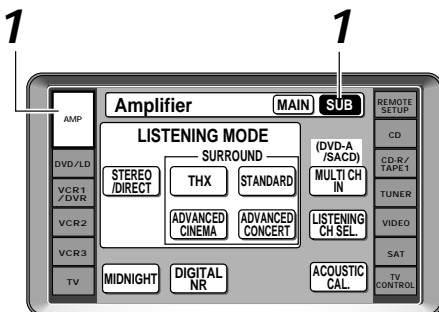 1
1
AMP
DVD/LD
VCR1
/DVR
VCR2
VCR3
TV
Amplifier
MAIN
SUB
LISTENING MODE
SURROUND
STEREO
/DIRECT
THX
STANDARD
ADVANCED
CINEMA
ADVANCED
CONCERT
(DVD-A
/SACD)
MULTI CH
IN
LISTENING
CH SEL.
MIDNIGHT
DIGITAL
NR
ACOUSTIC
CAL.
REMOTE
SETUP
CD
CD-R/
TAPE1
TUNER
VIDEO
SAT
TV
CONTROL